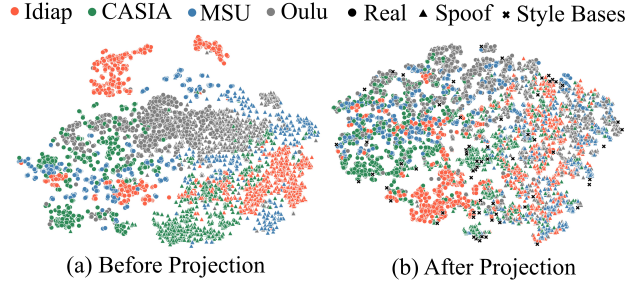 Idiap CASIA MSU Oulu Real Spoof Style Bases
(a) Before Projection (b) After Projection